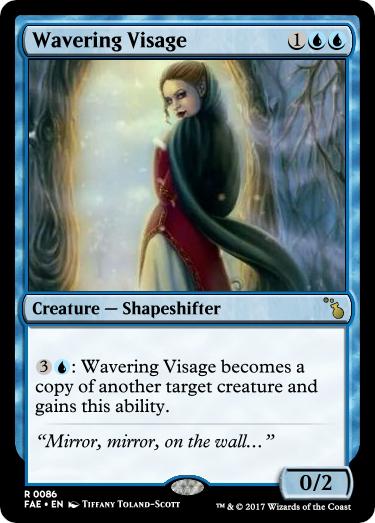 Wavering Visage 1
Creature — Shapeshifter
3 : Wavering Visage becomes a
copy of another target creature and
gains this ability.
“Mirror, mirror, on the wall...”
0/2
R 0086
FAE • EN Tiffany Toland-Scott
™ & © 2017 Wizards of the Coast